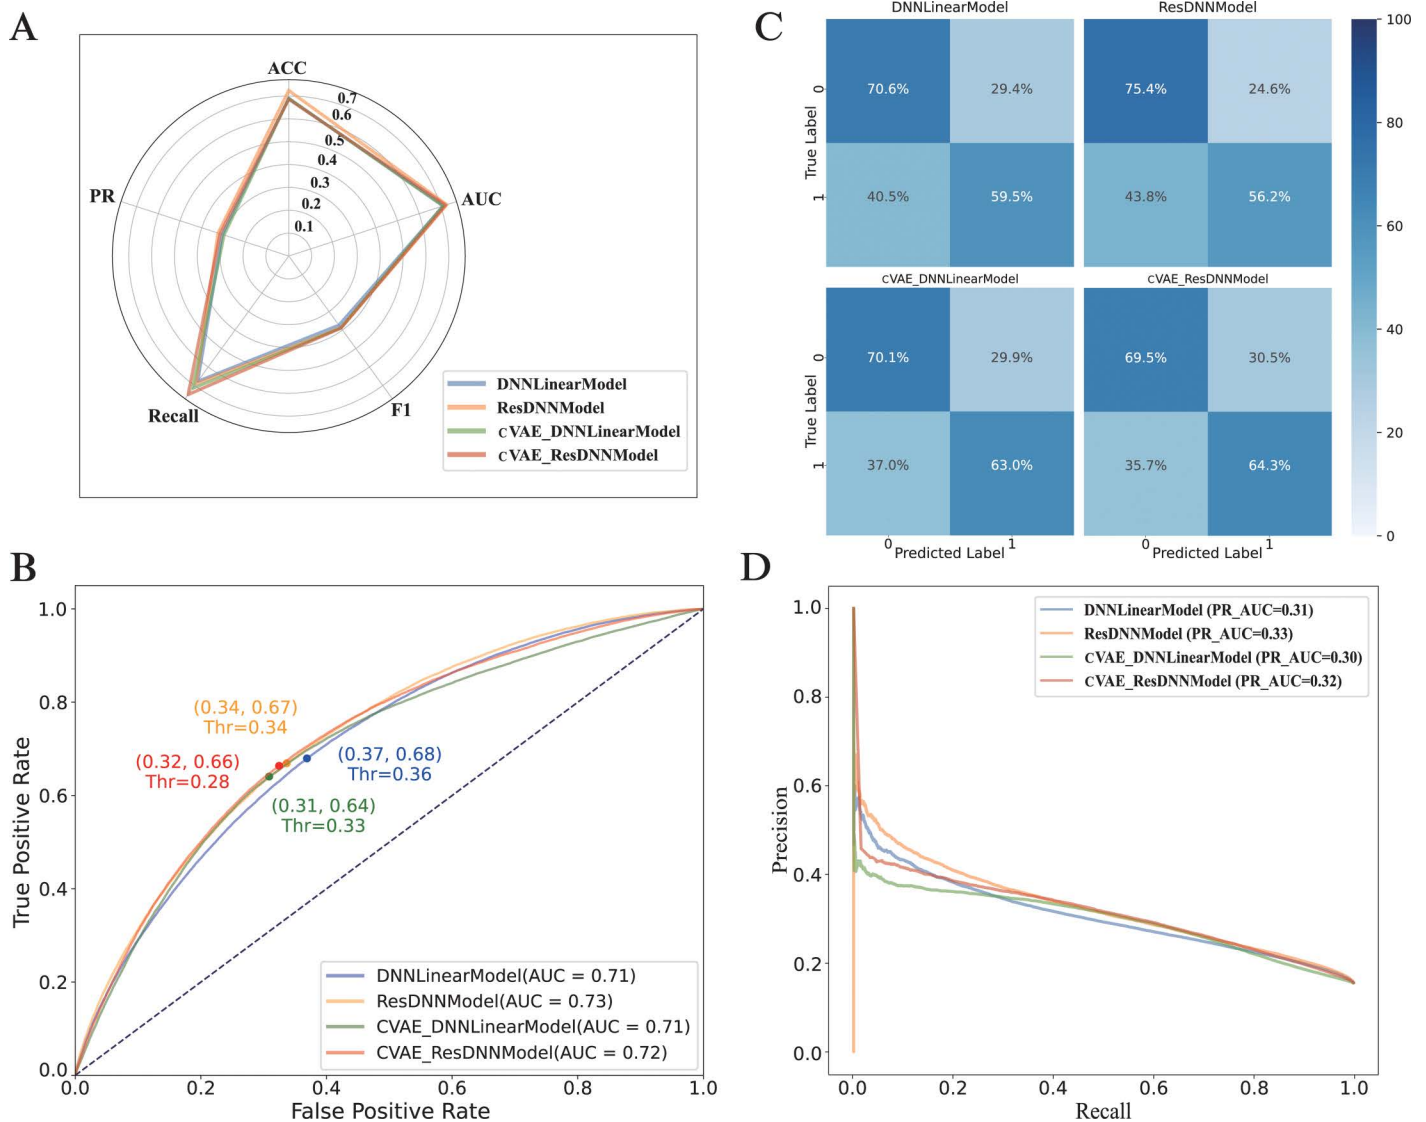 A
ACC
0.7
0.6
0.5
0.4
0.3
0.2
0.1
PR
AUC
Recall
F1
DNNLinearModel
ResDNNModel
cVAE_DNNLinearModel
cVAE_ResDNNModel
C
DNNLinearModel
ResDNNModel
True Label
0
1
70.6%
29.4%
75.4%
24.6%
40.5%
59.5%
43.8%
56.2%
cVAE_DNNLinearModel
cVAE_ResDNNModel
True Label
0
1
70.1%
29.9%
69.5%
30.5%
37.0%
63.0%
35.7%
64.3%
0
1
0
1
Predicted Label
Predicted Label
100
80
60
40
20
0
B
True Positive Rate
1.0
0.8
0.6
0.4
0.2
0.0
(0.34, 0.67)
Thr=0.34
(0.32, 0.66)
Thr=0.28
(0.37, 0.68)
Thr=0.36
(0.31, 0.64)
Thr=0.33
DNNLinearModel(AUC = 0.71)
ResDNNModel(AUC = 0.73)
CVAE_DNNLinearModel(AUC = 0.71)
CVAE_ResDNNModel(AUC = 0.72)
0.0
0.2
0.4
0.6
0.8
1.0
False Positive Rate
D
Precision
1.0
0.8
0.6
0.4
0.2
0.0
DNNLinearModel (PR_AUC=0.31)
ResDNNModel (PR_AUC=0.33)
cVAE_DNNLinearModel (PR_AUC=0.30)
cVAE_ResDNNModel (PR_AUC=0.32)
0.0
0.2
0.4
0.6
0.8
1.0
Recall